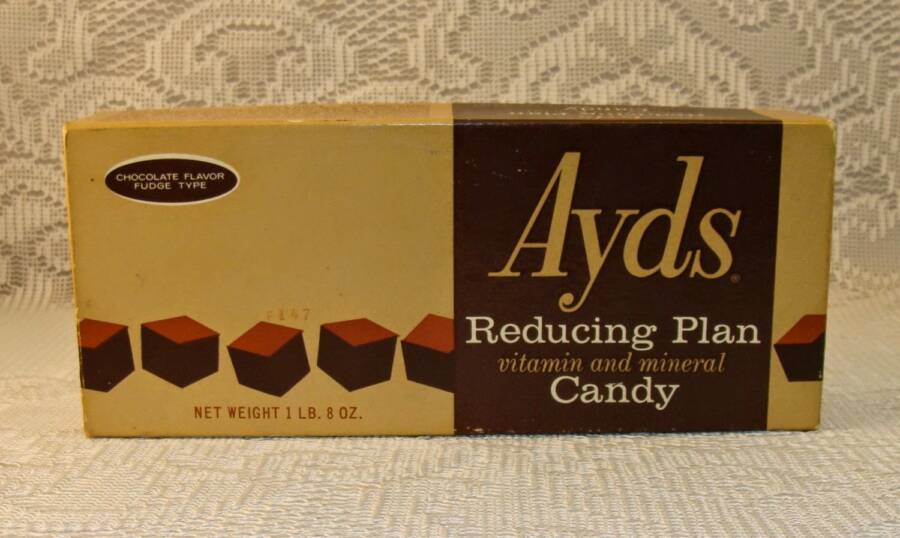 CHOCOLATE FLAVOR
FUDGE TYPE
NET WEIGHT 1 LB. 8 OZ.
Ayds
Reducing Plan
vitamin and mineral
Candy